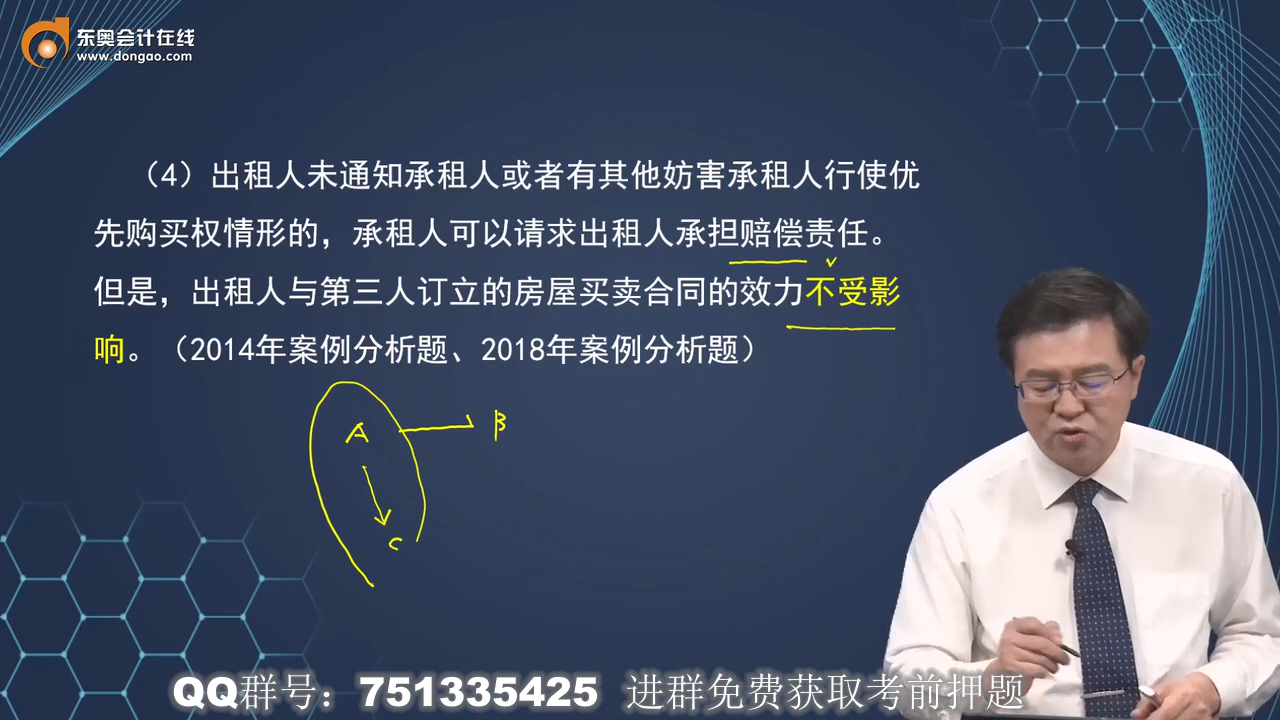 东奥会计在线
www.dongao.com
（4）出租人未通知承租人或者有其他妨害承租人行使优
先购买权情形的，承租人可以请求出租人承担赔偿责任。
但是，出租人与第三人订立的房屋买卖合同的效力不受影
响。（2014年案例分析题、2018年案例分析题）
A
B
C
QQ群号：751335425 进群免费获取考前押题